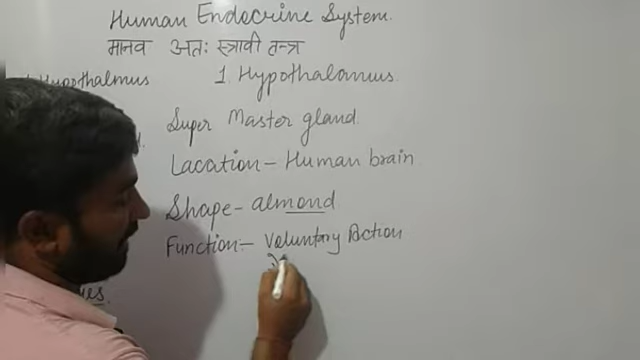 Human Endocrine System.
मानव अतः स्त्रावी तन्त्र
Hypothalmus
1. Hypothalamus.
Super Master gland.
Lacation - Human brain
Shape - almond
Function:- Voluntary Action